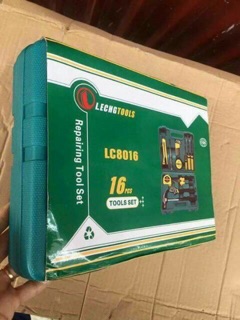 LECHGTOOLS
LC8016
16PCS
TOOLS SET
Repairing Tool Set